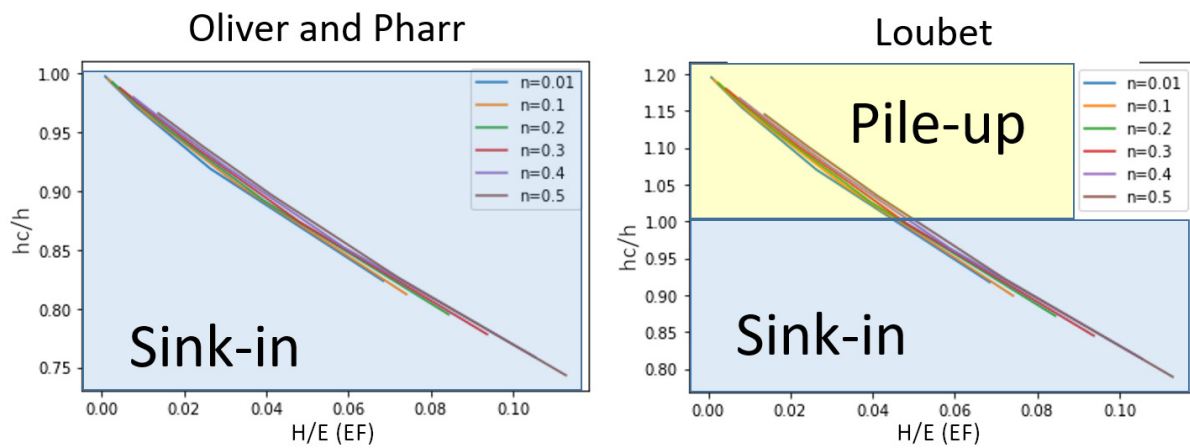 Oliver and Pharr
1.00
0.95
0.90
0.85
0.80
0.75
hc/h
n=0.01
n=0.1
n=0.2
n=0.3
n=0.4
n=0.5
Sink-in
0.00 0.02 0.04 0.06 0.08 0.10
H/E (EF)
Loubet
1.20
1.15
1.10
1.05
1.00
0.95
0.90
0.85
0.80
hc/h
Pile-up
n=0.01
n=0.1
n=0.2
n=0.3
n=0.4
n=0.5
Sink-in
0.00 0.02 0.04 0.06 0.08 0.10
H/E (EF)